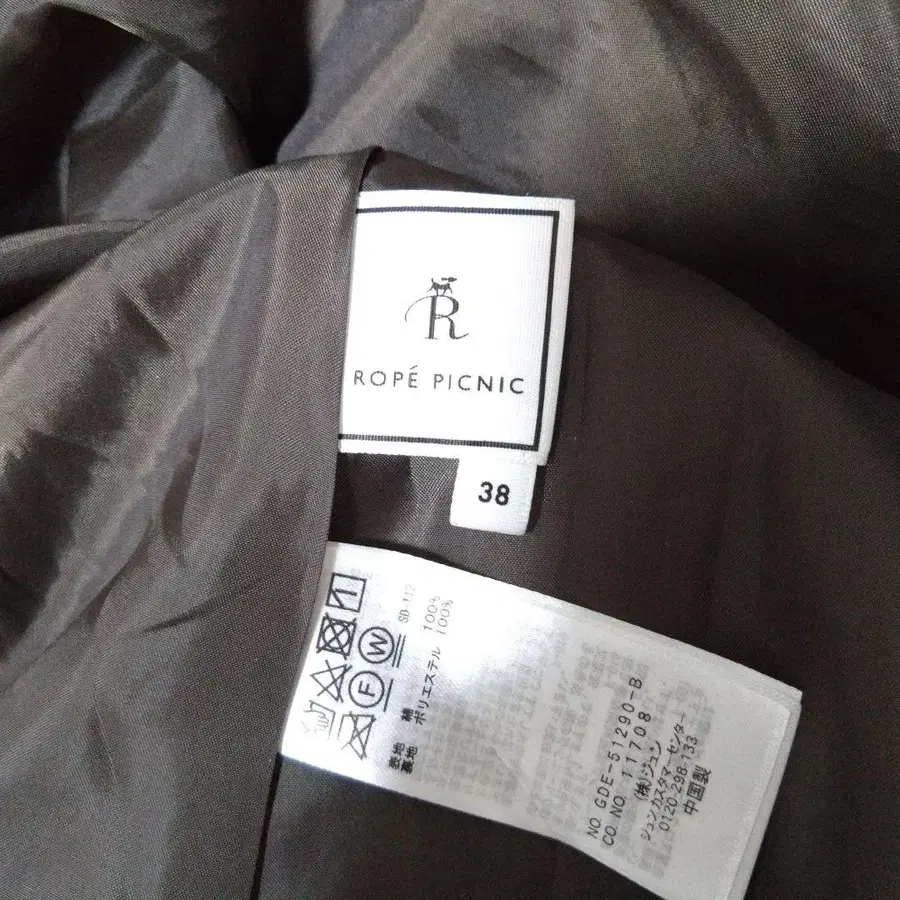 R
ROPÉ PICNIC
38
SD-112
表地 綿 100%
裏地 ポリエステル 100%
NO. GDE-51290-B
CO. NO. 11708
(株)ジュン
ジュンカスタマーセンター
0120-298-133
中国製